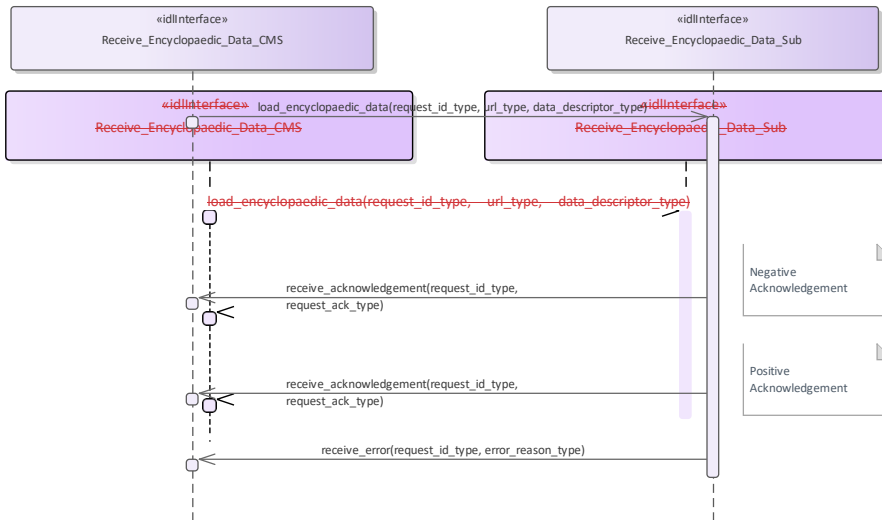 «idlInterface»
Receive_Encyclopaedic_Data_CMS
«idlInterface»
Receive_Encyclopaedic_Data_Sub
«idlInterface»
load_encyclopaedic_data(request_id_type, url_type, data_descriptor_type)
«idlInterface»
Receive_Encyclopaedic_Data_CMS
Receive_Encyclopaedic_Data_Sub
load_encyclopaedic_data(request_id_type, url_type, data_descriptor_type)
Negative
Acknowledgement
receive_acknowledgement(request_id_type,
request_ack_type)
Positive
Acknowledgement
receive_acknowledgement(request_id_type,
request_ack_type)
receive_error(request_id_type, error_reason_type)